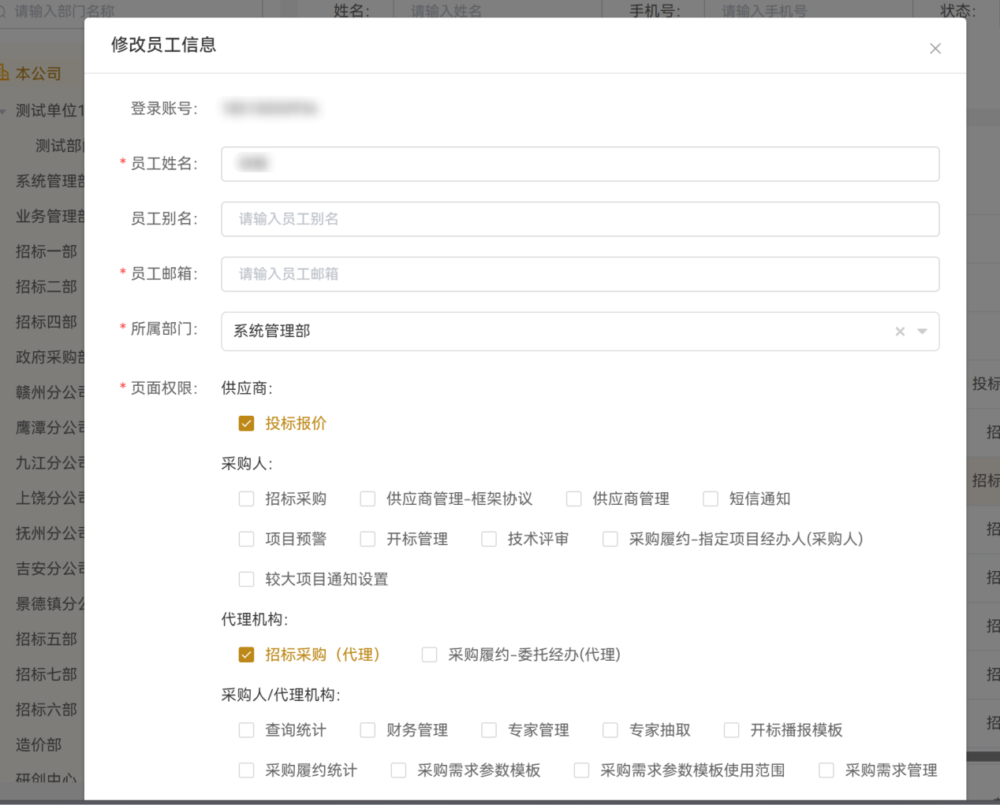 请输入部门名称 姓名: 请输入姓名 手机号: 请输入手机号 状态:
修改员工信息
本公司
登录账号:
测试单位1
测试部
* 员工姓名:
系统管理部
业务管理部
员工别名: 请输入员工别名
招标一部
* 员工邮箱: 请输入员工邮箱
招标二部
招标四部
* 所属部门: 系统管理部
政府采购部
* 页面权限: 供应商:
赣州分公司
投标
投标报价
鹰潭分公司
招
九江分公司
采购人:
招标
上饶分公司
招标采购 供应商管理-框架协议 供应商管理 短信通知
抚州分公司
招
项目预警 开标管理 技术评审 采购履约-指定项目经办人(采购人)
吉安分公司
招
较大项目通知设置
景德镇分公
代理机构:
招
招标五部
招标采购（代理） 采购履约-委托经办(代理)
招标七部
招
采购人/代理机构:
招标六部
招
查询统计 财务管理 专家管理 专家抽取 开标播报模板
造价部
采购履约统计 采购需求参数模板 采购需求参数模板使用范围 采购需求管理
研创中心